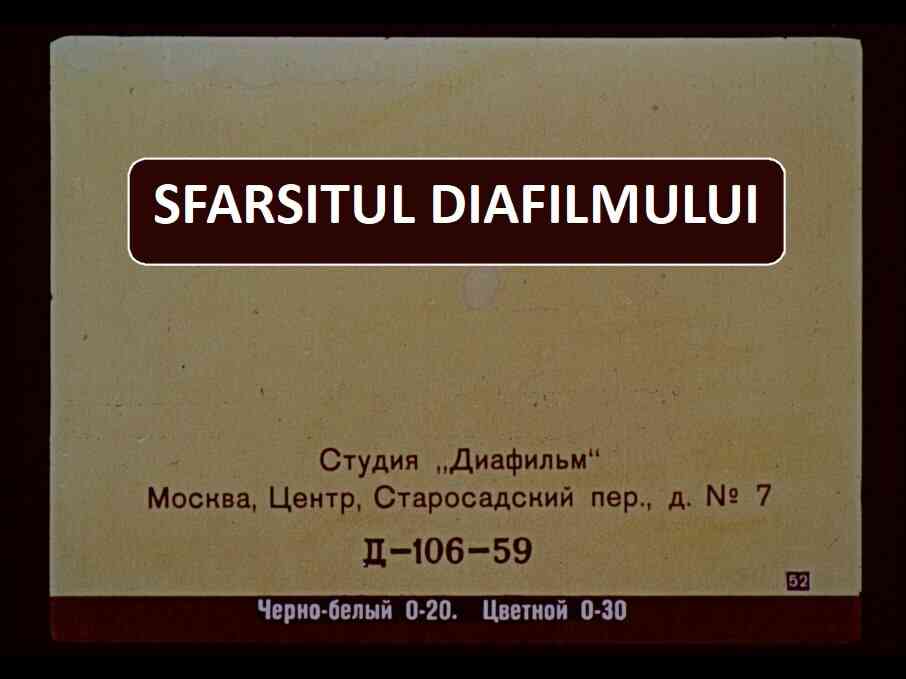 SFARSITUL DIAFILMULUI
Студия „Диафильм“
Москва, Центр, Старосадский пер., д. № 7
Д-106-59
52
Черно-белый 0-20. Цветной 0-30